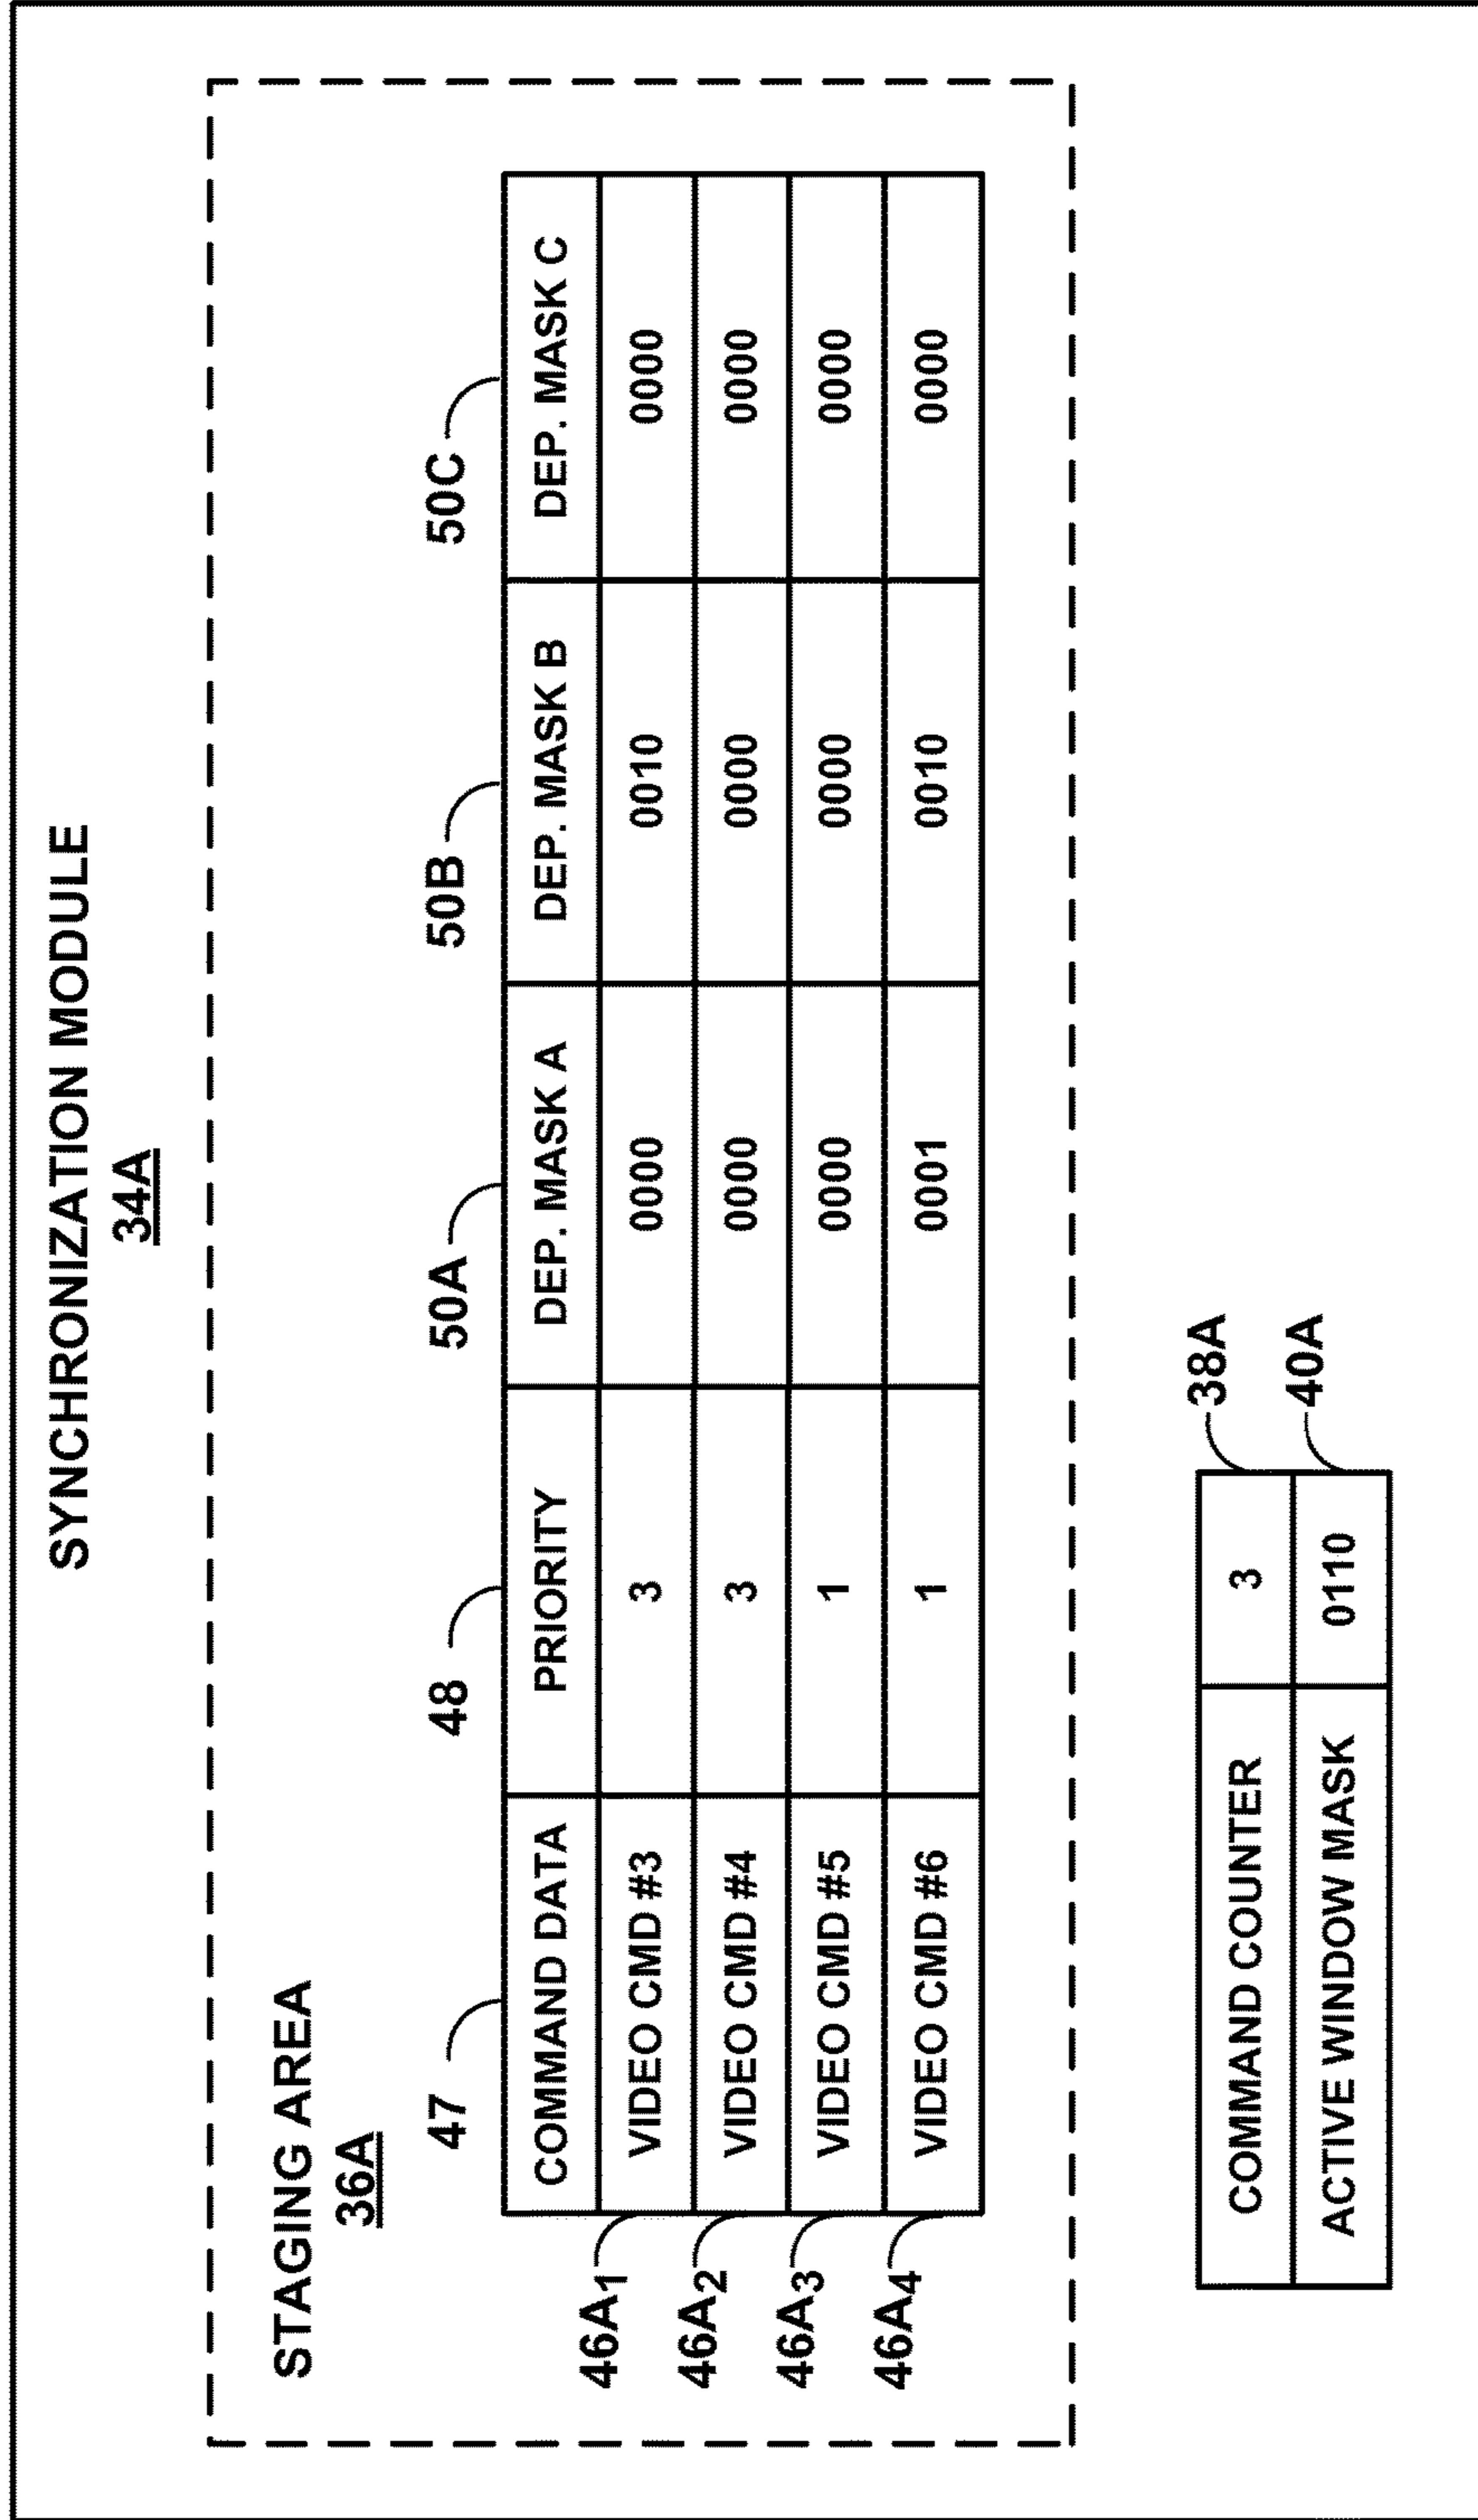 SYNCHRONIZATION MODULE
34A
STAGING AREA
36A
47 48 50A 50B 50C
COMMAND DATA PRIORITY DEP. MASK A DEP. MASK B DEP. MASK C
46A1 VIDEO CMD #3 3 0000 0010 0000
46A2 VIDEO CMD #4 3 0000 0000 0000
46A3 VIDEO CMD #5 1 0000 0000 0000
46A4 VIDEO CMD #6 1 0001 0010 0000
COMMAND COUNTER 3 38A
ACTIVE WINDOW MASK 0110 40A